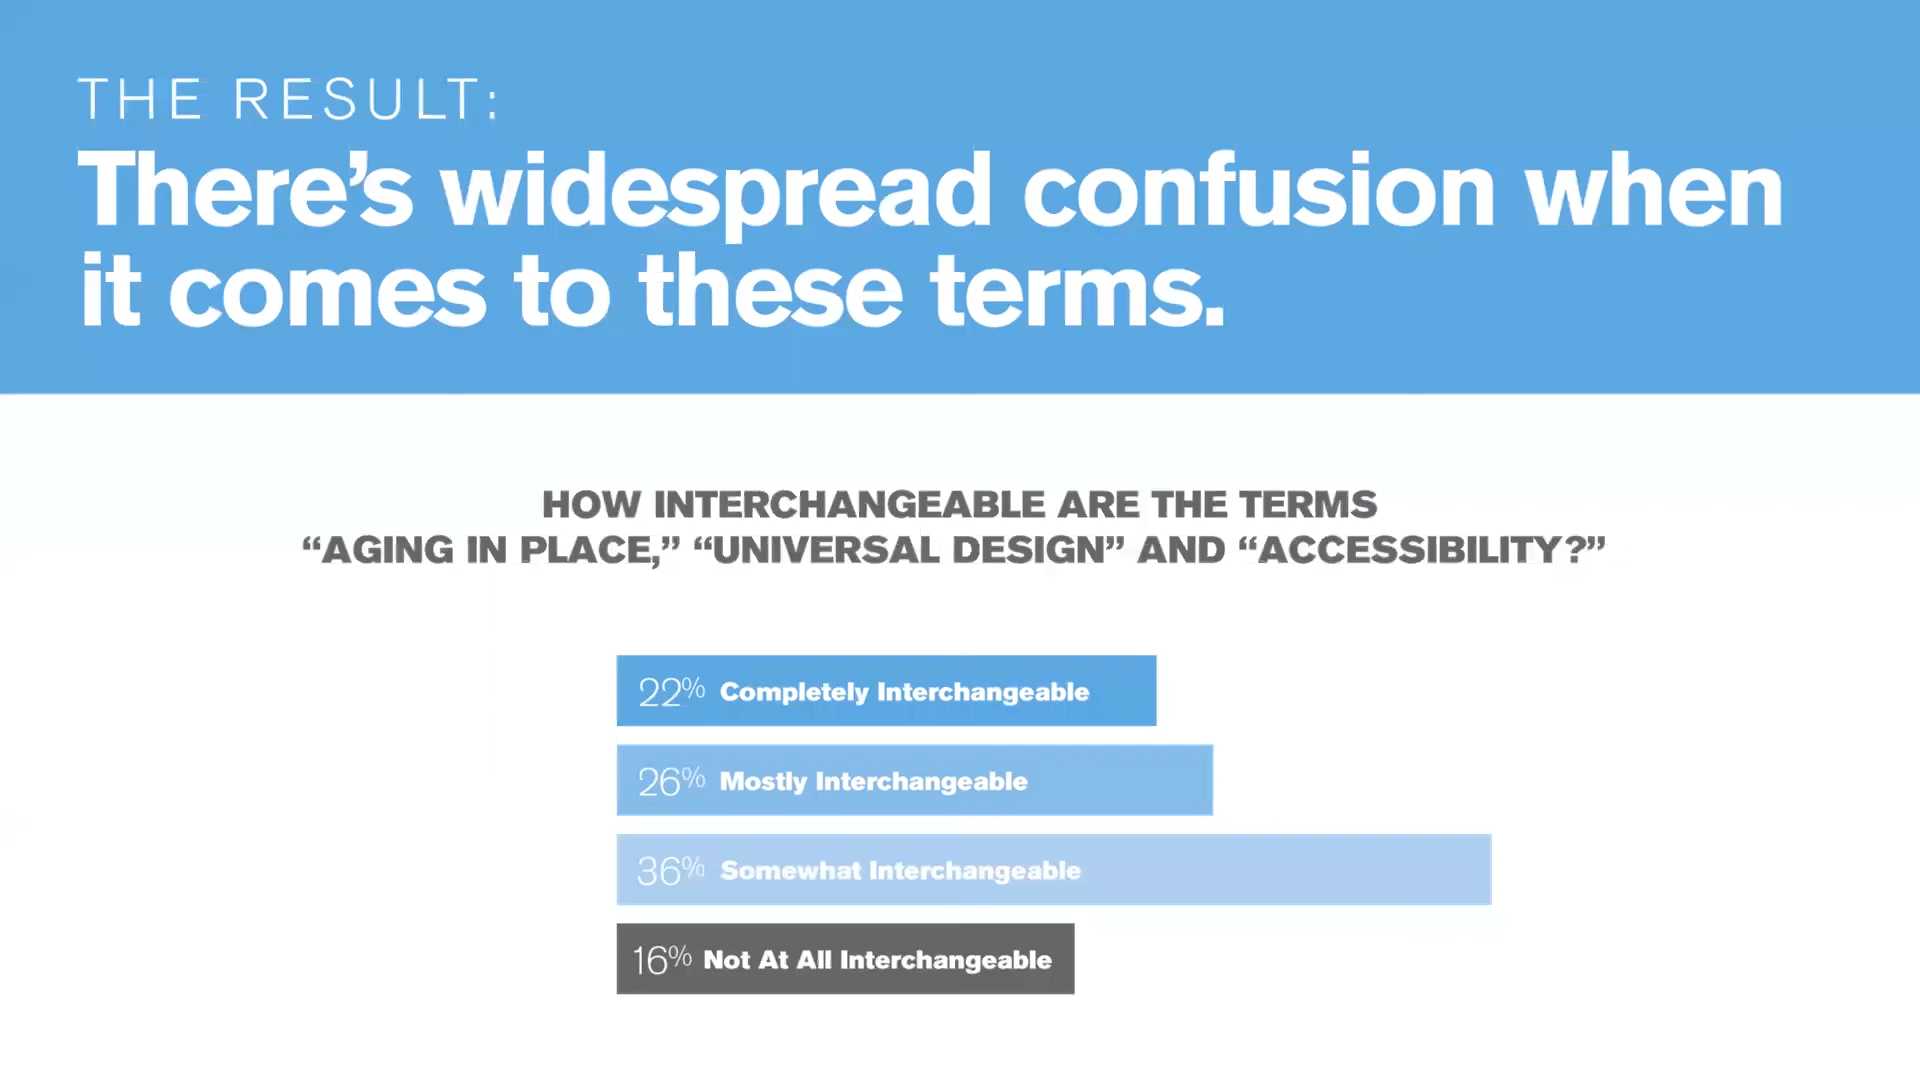 THE RESULT:
There’s widespread confusion when
it comes to these terms.
HOW INTERCHANGEABLE ARE THE TERMS
“AGING IN PLACE,” “UNIVERSAL DESIGN” AND “ACCESSIBILITY?”
22% Completely Interchangeable
26% Mostly Interchangeable
36% Somewhat Interchangeable
16% Not At All Interchangeable